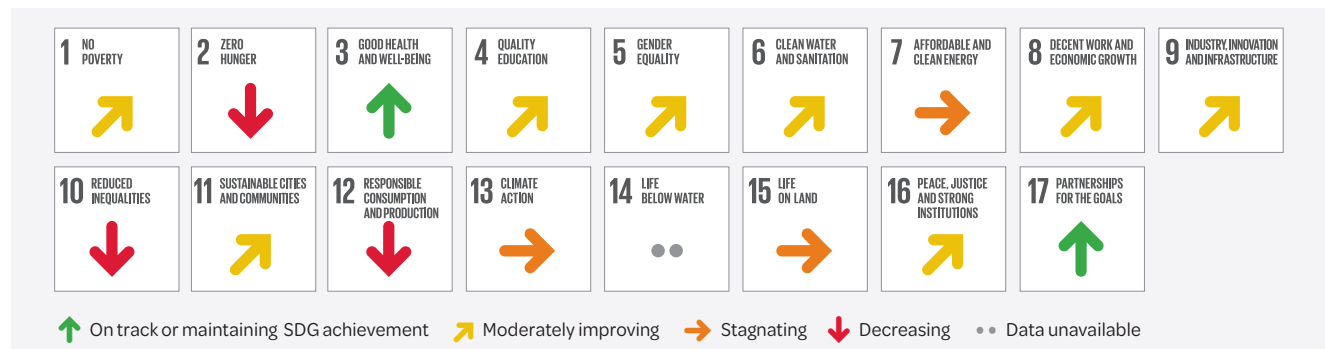 1 NO
POVERTY
2 ZERO
HUNGER
3 GOOD HEALTH
AND WELL-BEING
4 QUALITY
EDUCATION
5 GENDER
EQUALITY
6 CLEAN WATER
AND SANITATION
7 AFFORDABLE AND
CLEAN ENERGY
8 DECENT WORK AND
ECONOMIC GROWTH
9 INDUSTRY, INNOVATION
AND INFRASTRUCTURE
10 REDUCED
INEQUALITIES
11 SUSTAINABLE CITIES
AND COMMUNITIES
12 RESPONSIBLE
CONSUMPTION
AND PRODUCTION
13 CLIMATE
ACTION
14 LIFE
BELOW WATER
15 LIFE
ON LAND
16 PEACE, JUSTICE
AND STRONG
INSTITUTIONS
17 PARTNERSHIPS
FOR THE GOALS
On track or maintaining SDG achievement Moderately improving Stagnating Decreasing Data unavailable